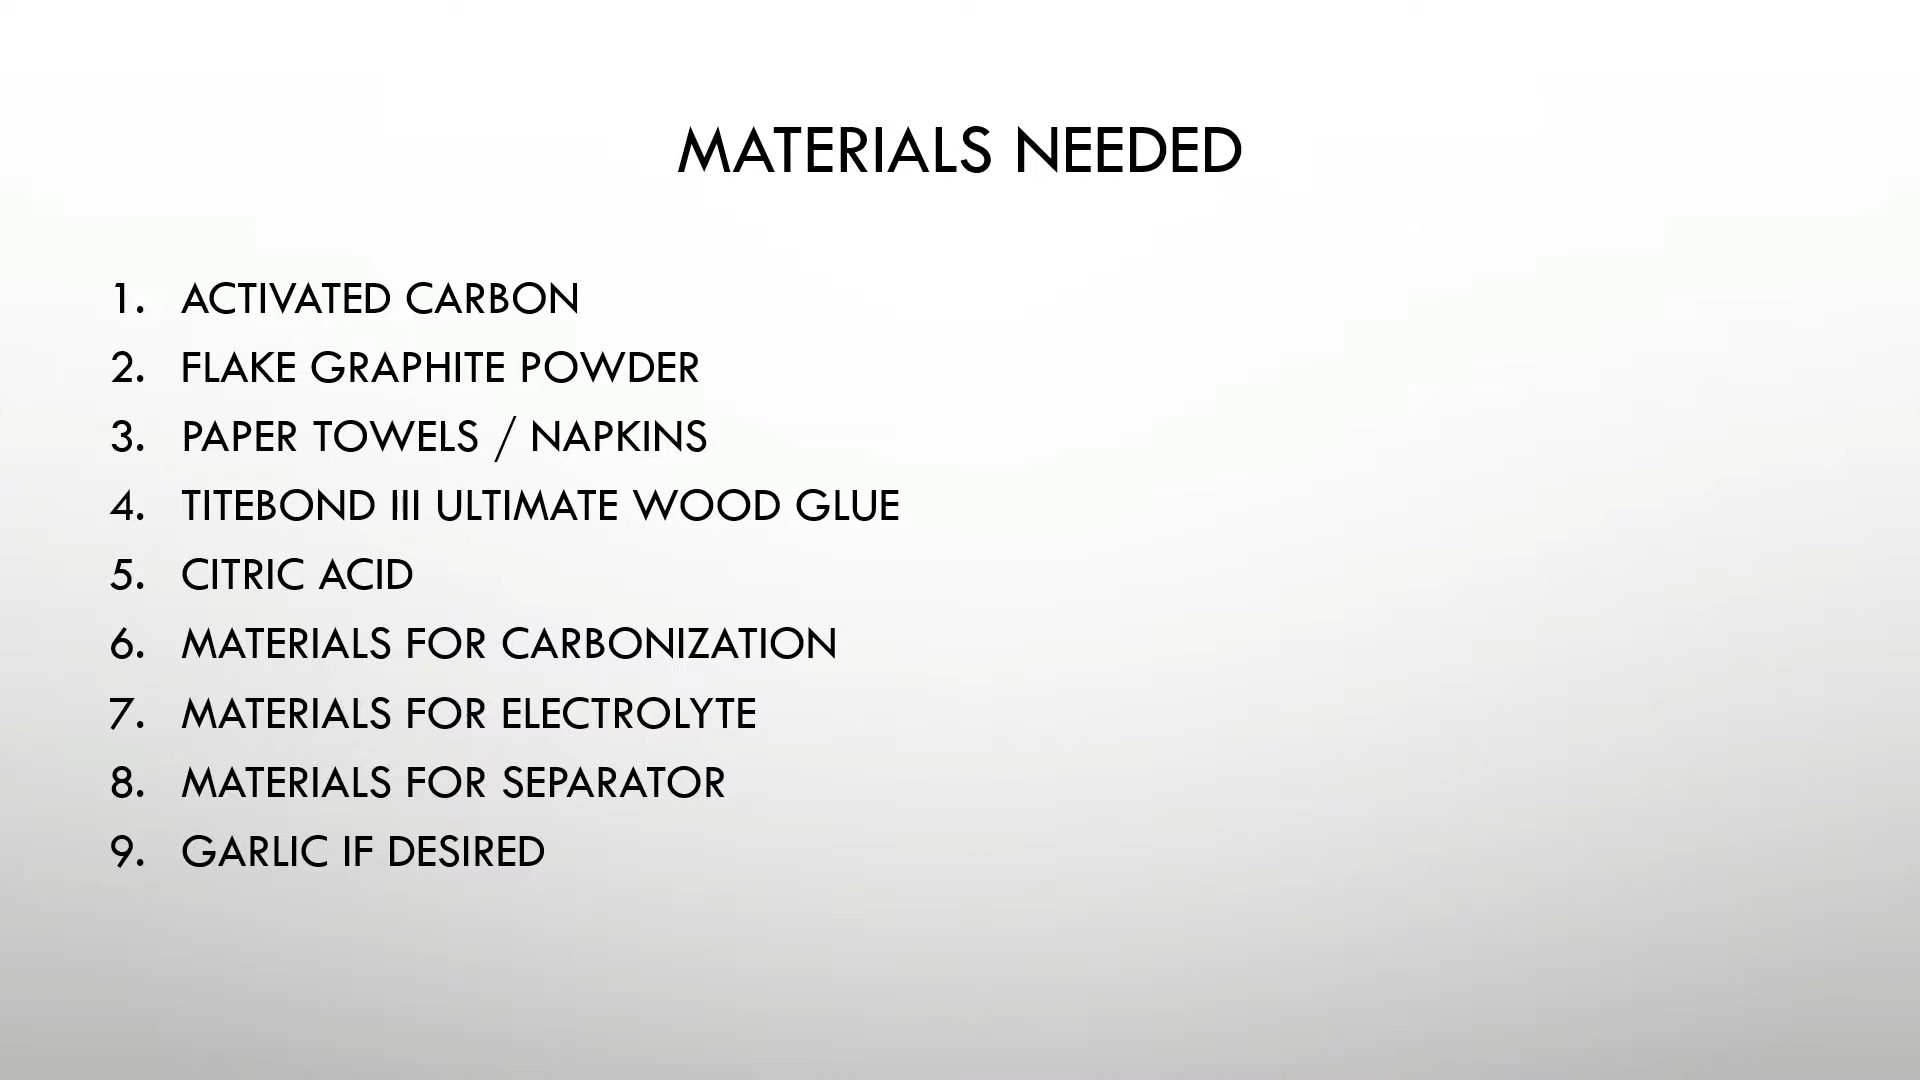 MATERIALS NEEDED
1. ACTIVATED CARBON
2. FLAKE GRAPHITE POWDER
3. PAPER TOWELS / NAPKINS
4. TITEBOND III ULTIMATE WOOD GLUE
5. CITRIC ACID
6. MATERIALS FOR CARBONIZATION
7. MATERIALS FOR ELECTROLYTE
8. MATERIALS FOR SEPARATOR
9. GARLIC IF DESIRED